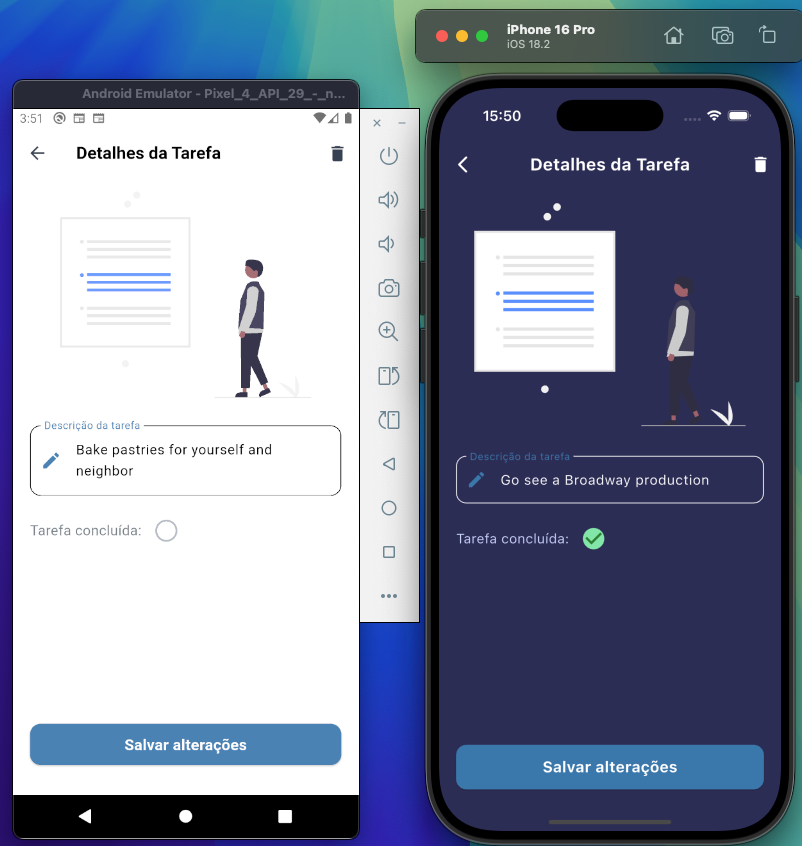 iPhone 16 Pro
iOS 18.2
Android Emulator - Pixel_4_API_29_-_n...
3:51
Detalhes da Tarefa
Descrição da tarefa
Bake pastries for yourself and
neighbor
Tarefa concluída:
Salvar alterações
15:50
Detalhes da Tarefa
Descrição da tarefa
Go see a Broadway production
Tarefa concluída:
Salvar alterações